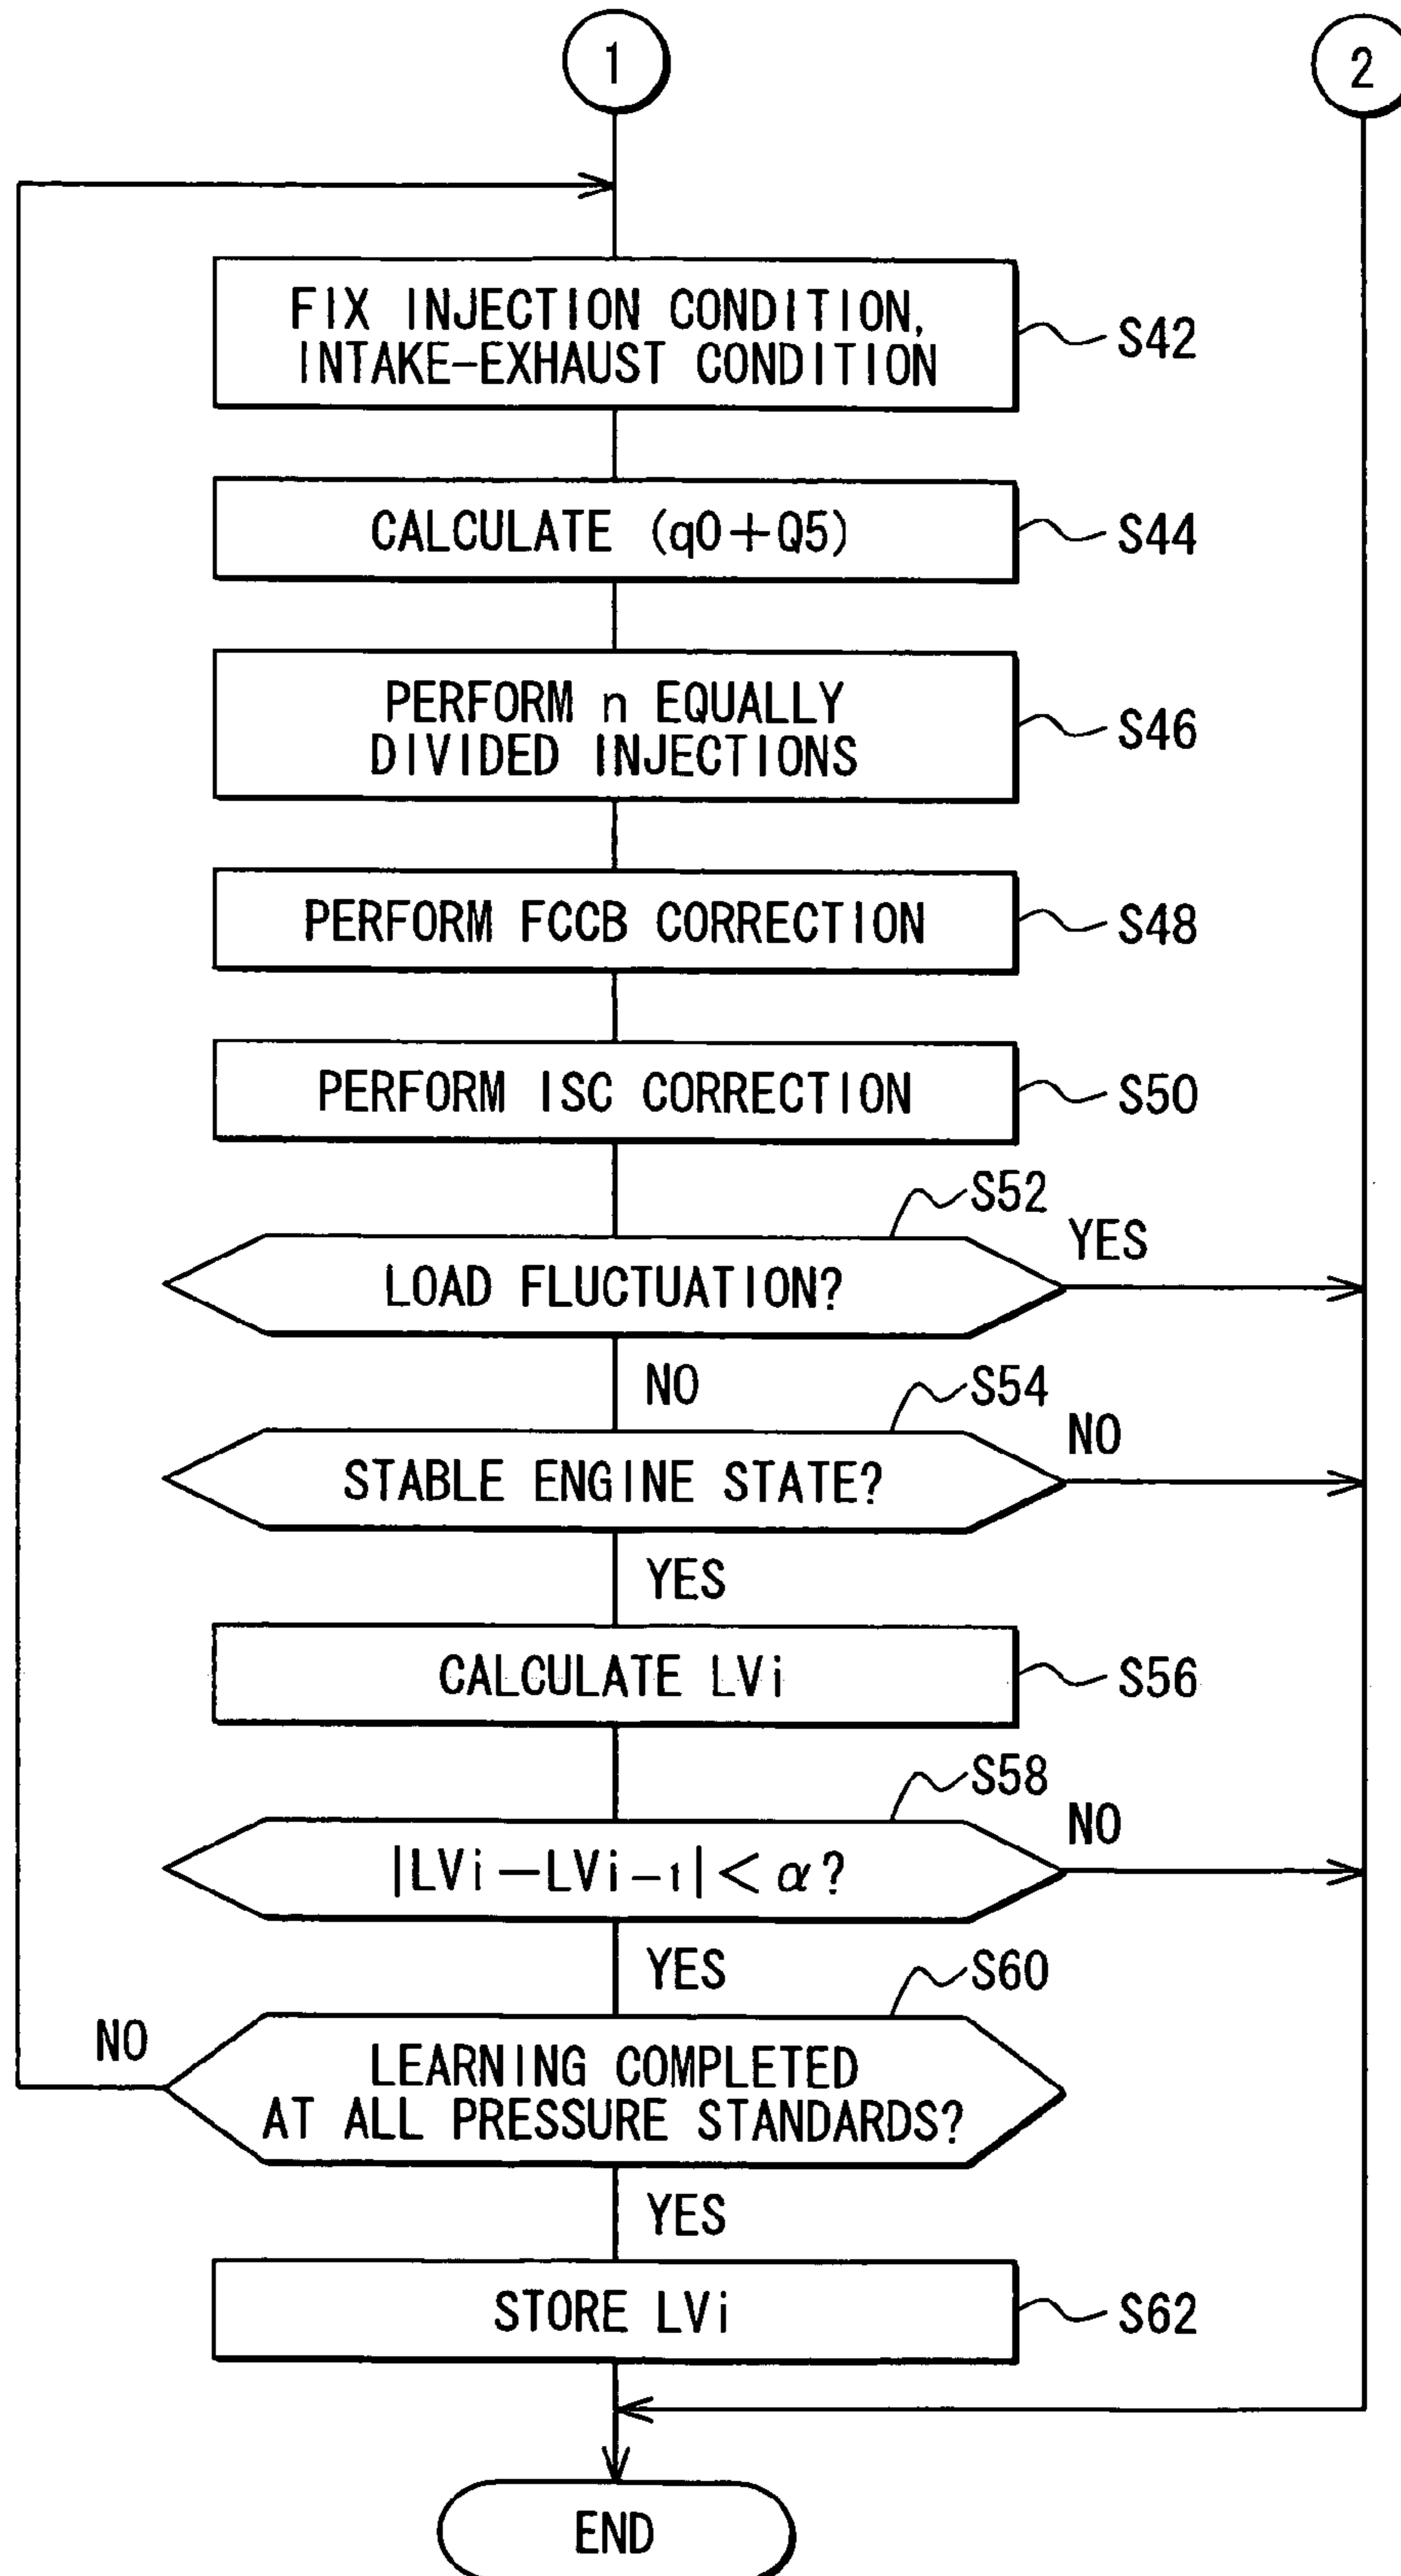 1
2
FIX INJECTION CONDITION,
INTAKE-EXHAUST CONDITION
S42
CALCULATE (q0+Q5)
S44
PERFORM n EQUALLY
DIVIDED INJECTIONS
S46
PERFORM FCCB CORRECTION
S48
PERFORM ISC CORRECTION
S50
S52
LOAD FLUCTUATION?
YES
NO
S54
STABLE ENGINE STATE?
NO
YES
CALCULATE LVi
S56
S58
|LVi-LVi-1|<α?
NO
YES
S60
NO
LEARNING COMPLETED
AT ALL PRESSURE STANDARDS?
YES
STORE LVi
S62
END